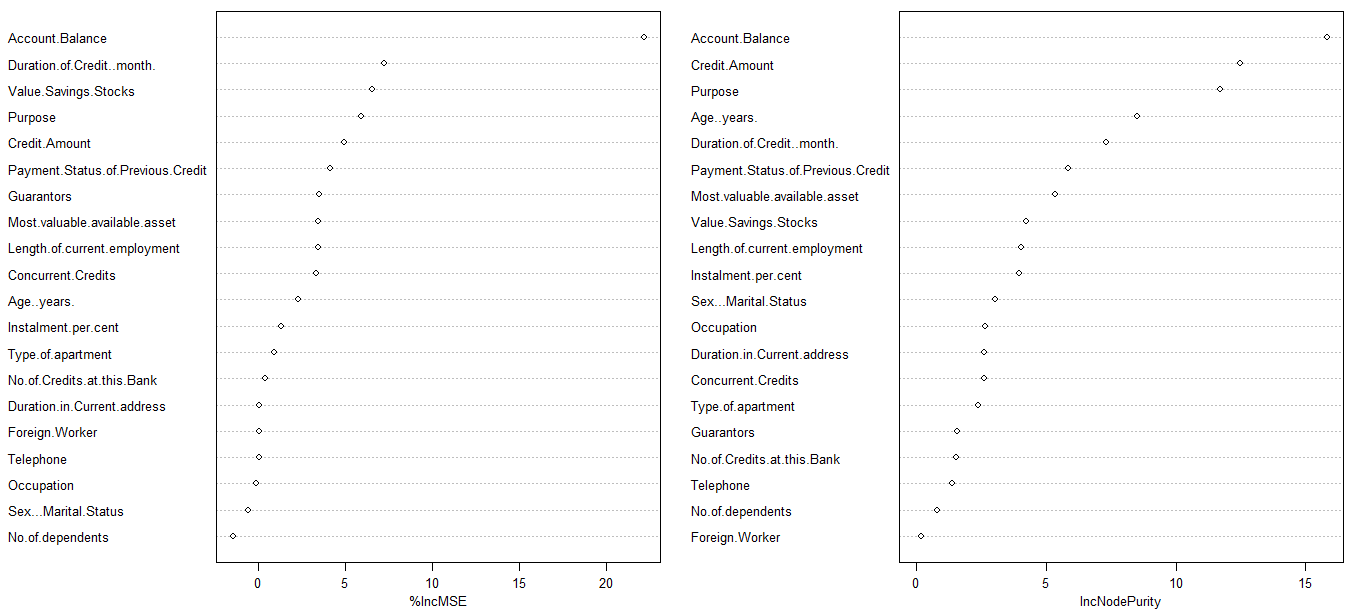 Account.Balance
Duration.of.Credit..month.
Value.Savings.Stocks
Purpose
Credit.Amount
Payment.Status.of.Previous.Credit
Guarantors
Most.valuable.available.asset
Length.of.current.employment
Concurrent.Credits
Age..years.
Instalment.per.cent
Type.of.apartment
No.of.Credits.at.this.Bank
Duration.in.Current.address
Foreign.Worker
Telephone
Occupation
Sex...Marital.Status
No.of.dependents
0 5 10 15 20
%IncMSE
Account.Balance
Credit.Amount
Purpose
Age..years.
Duration.of.Credit..month.
Payment.Status.of.Previous.Credit
Most.valuable.available.asset
Value.Savings.Stocks
Length.of.current.employment
Instalment.per.cent
Sex...Marital.Status
Occupation
Duration.in.Current.address
Concurrent.Credits
Type.of.apartment
Guarantors
No.of.Credits.at.this.Bank
Telephone
No.of.dependents
Foreign.Worker
0 5 10 15
IncNodePurity